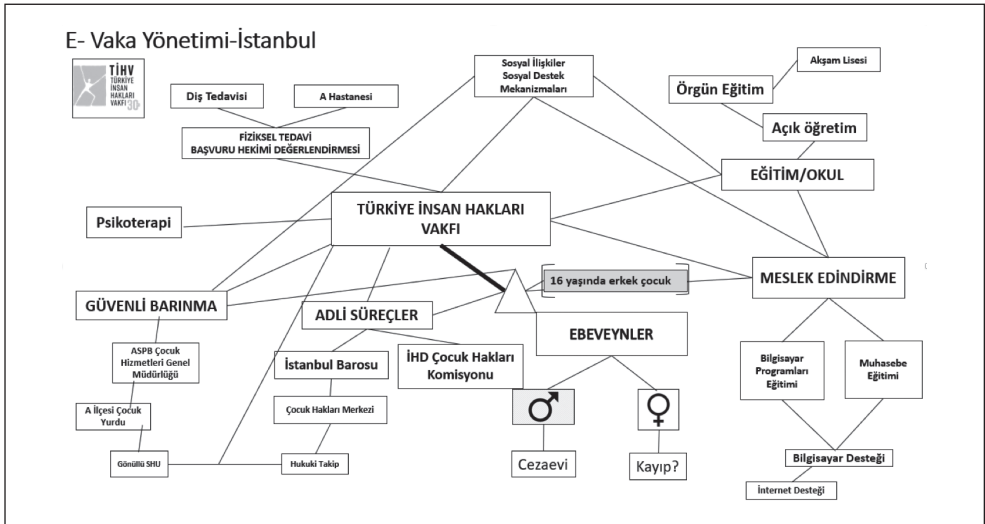 E- Vaka Yönetimi-İstanbul
TİHV
TÜRKİYE
İNSAN
HAKLARI
VAKFI
30
Sosyal İlişkiler
Sosyal Destek
Mekanizmaları
Akşam Lisesi
Örgün Eğitim
Diş Tedavisi
A Hastanesi
Açık öğretim
FİZİKSEL TEDAVİ
BAŞVURU HEKİMİ DEĞERLENDİRMESİ
EĞİTİM/OKUL
Psikoterapi
TÜRKİYE İNSAN HAKLARI
VAKFI
16 yaşında erkek çocuk
MESLEK EDİNDİRME
GÜVENLİ BARINMA
ADLİ SÜREÇLER
EBEVEYNLER
ASPB Çocuk
Hizmetleri Genel
Müdürlüğü
İstanbul Barosu
İHD Çocuk Hakları
Komisyonu
Bilgisayar
Programları
Eğitimi
Muhasebe
Eğitimi
A İlçesi Çocuk
Yurdu
Çocuk Hakları Merkezi
♂
♀
Gönüllü SHU
Hukuki Takip
Cezaevi
Kayıp?
Bilgisayar Desteği
İnternet Desteği